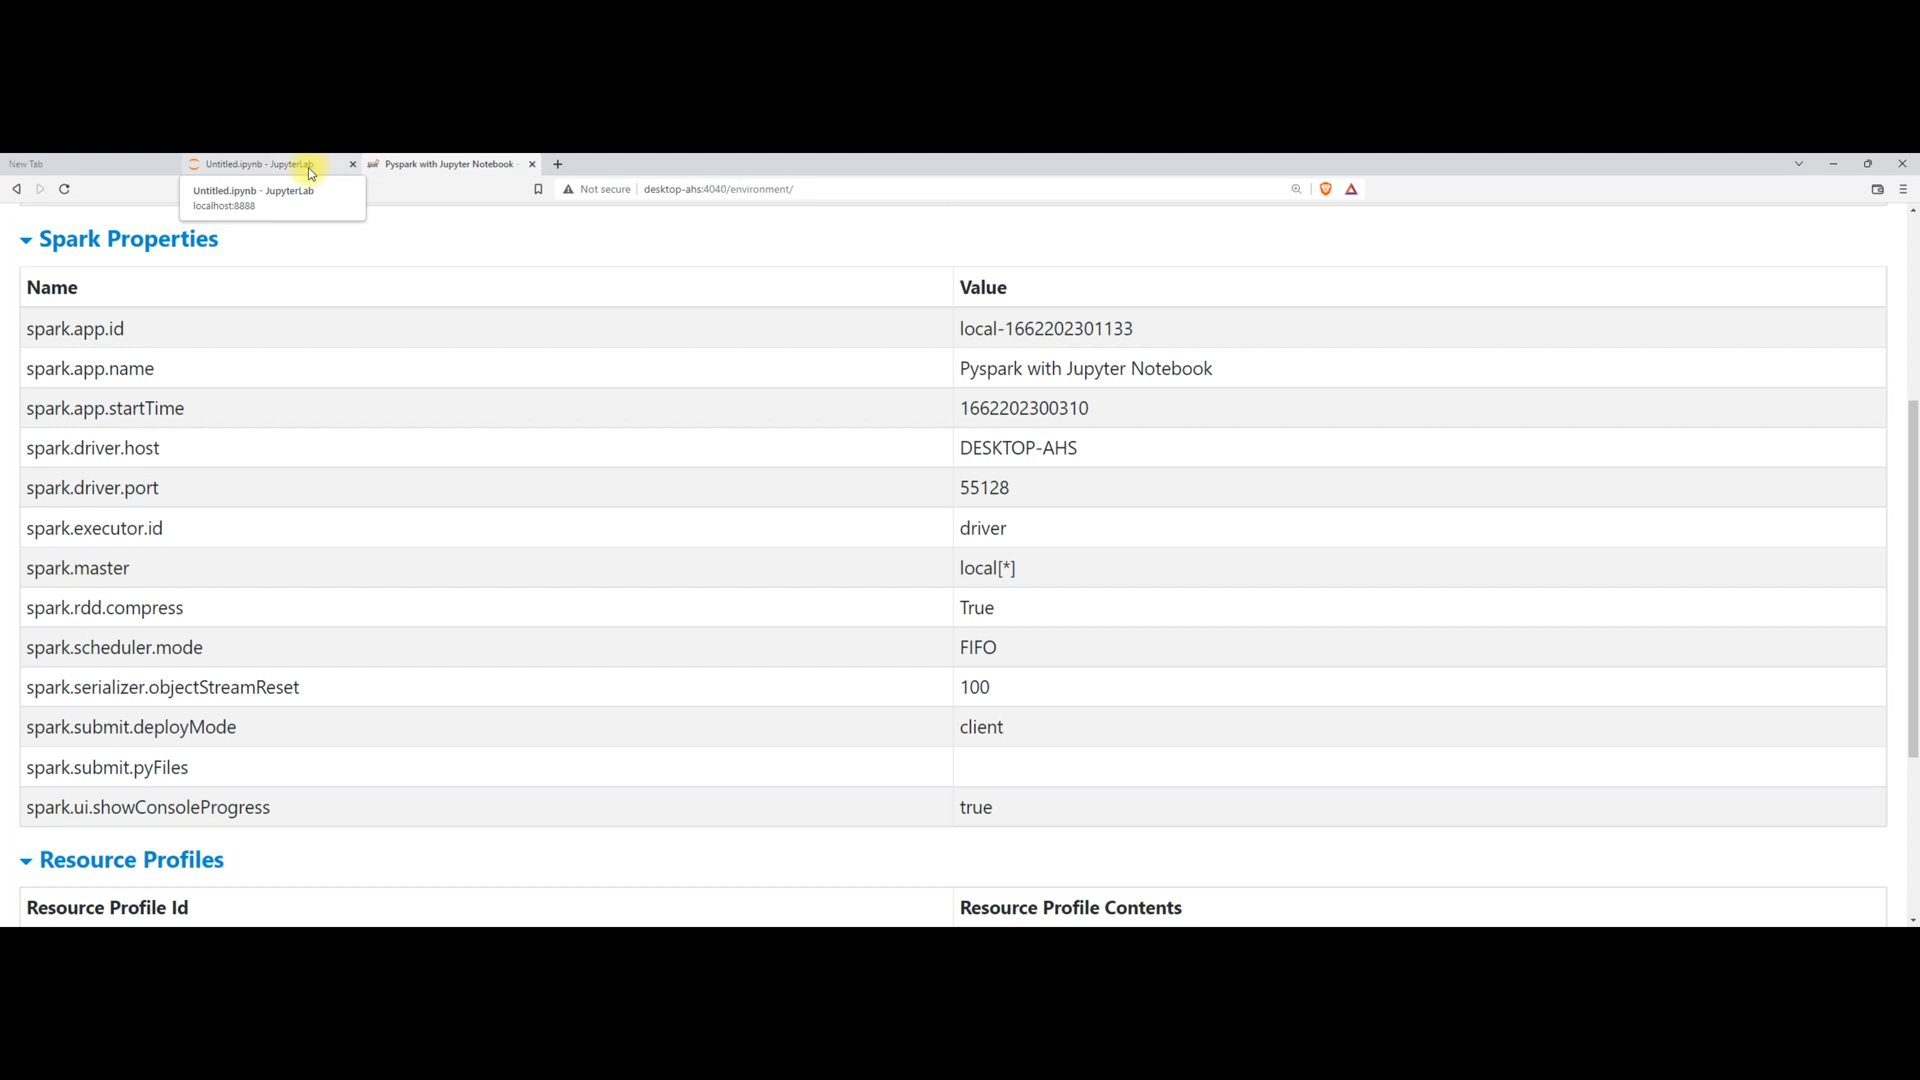 New Tab
Untitled.ipynb - JupyterLab
Pyspark with Jupyter Notebook
Not secure
desktop-ahs:4040/environment/
Untitled.ipynb - JupyterLab
localhost:8888
Spark Properties
Name Value
spark.app.id local-1662202301133
spark.app.name Pyspark with Jupyter Notebook
spark.app.startTime 1662202300310
spark.driver.host DESKTOP-AHS
spark.driver.port 55128
spark.executor.id driver
spark.master local[*]
spark.rdd.compress True
spark.scheduler.mode FIFO
spark.serializer.objectStreamReset 100
spark.submit.deployMode client
spark.submit.pyFiles
spark.ui.showConsoleProgress true
Resource Profiles
Resource Profile Id Resource Profile Contents